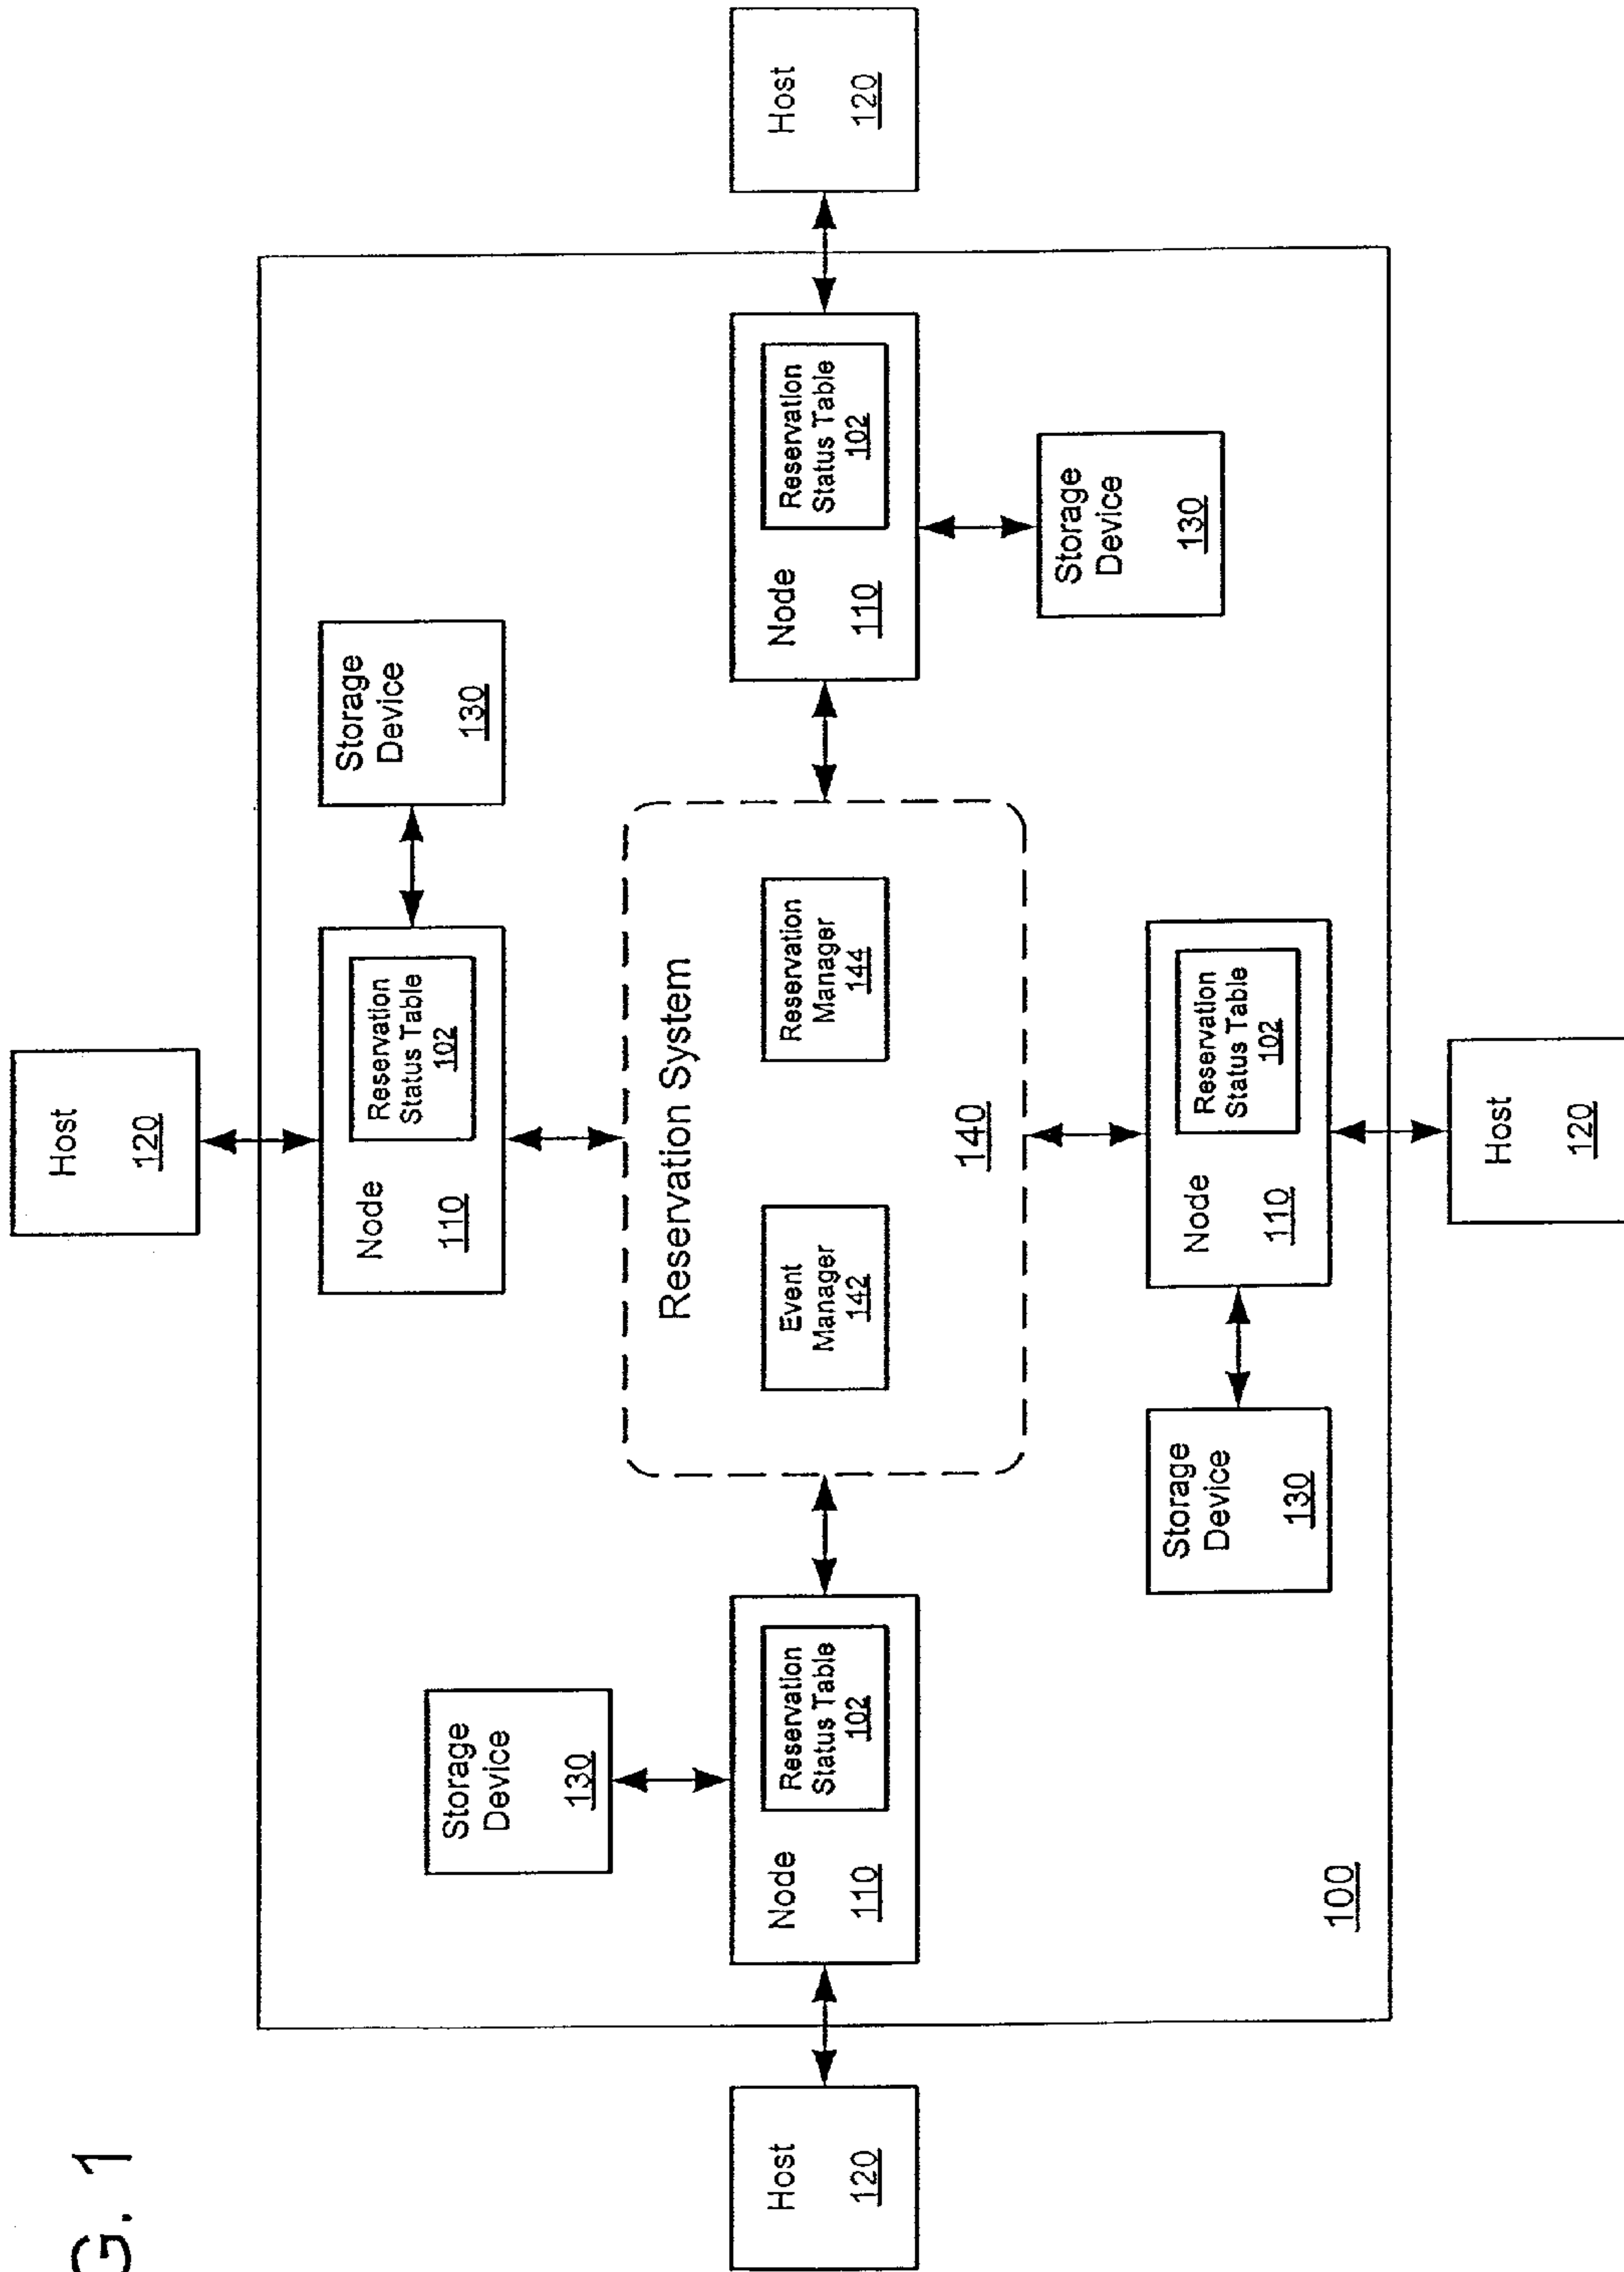 G. 1
Host
120
Node
110
Reservation
Status Table
102
Storage
Device
130
Storage
Device
130
Reservation System
Host
120
Node
110
Reservation
Status Table
102
Event
Manager
142
Reservation
Manager
144
Node
110
Reservation
Status Table
102
Host
120
140
Storage
Device
130
Storage
Device
130
Node
110
Reservation
Status Table
102
100
Host
120